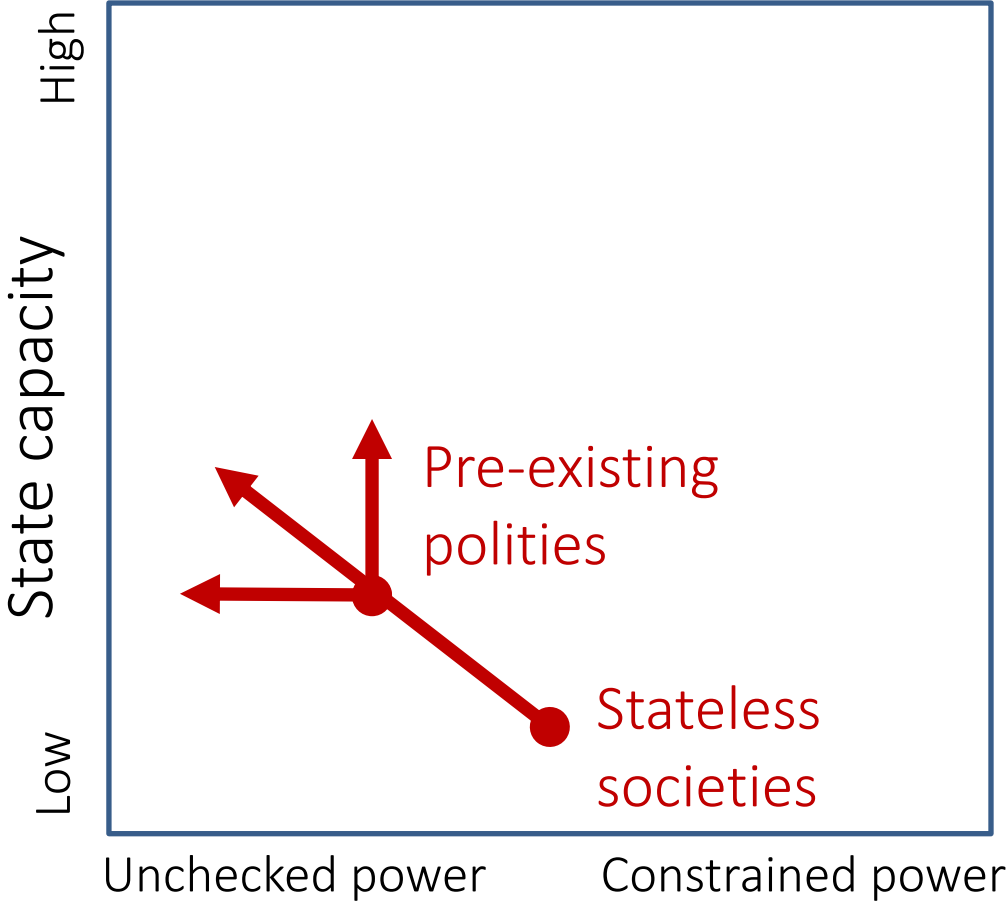 High
State capacity
Low
Pre-existing
polities
Stateless
societies
Unchecked power
Constrained power